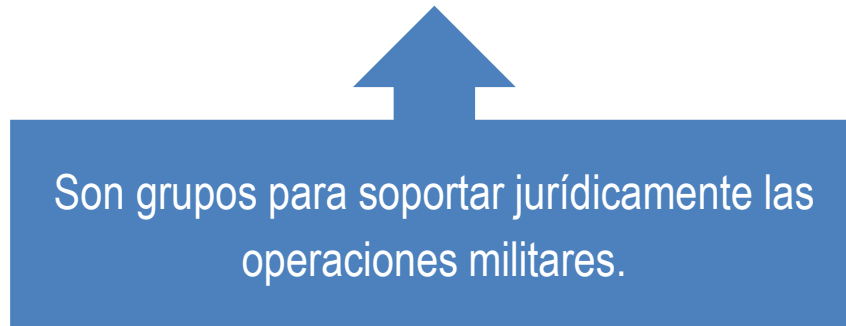 Son grupos para soportar jurídicamente las
operaciones militares.